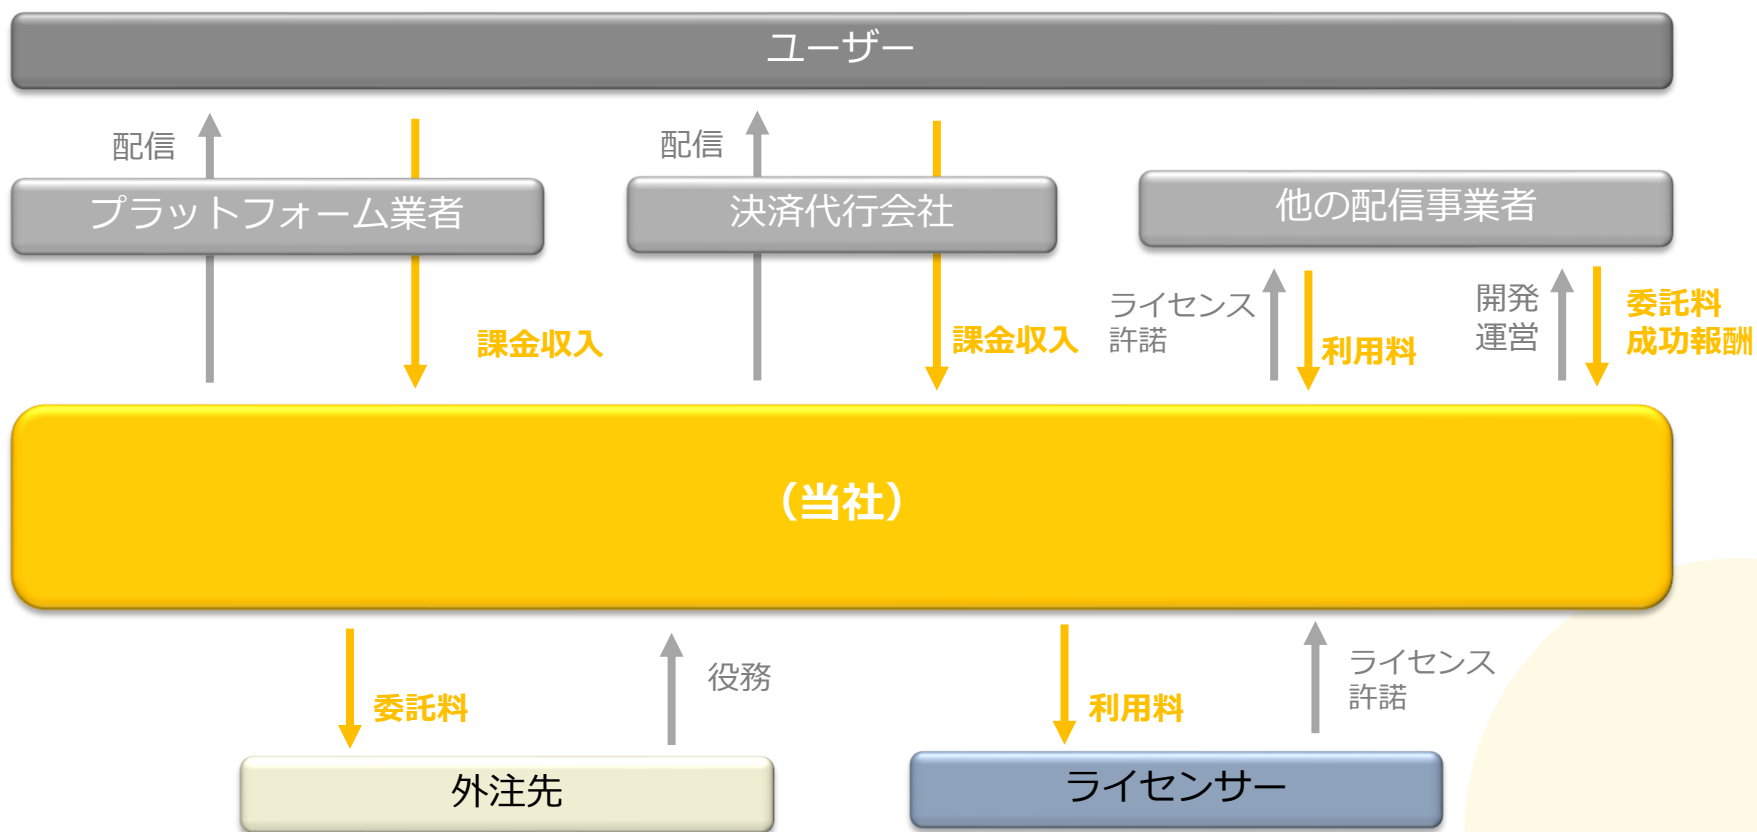 ユーザー
配信
配信
プラットフォーム業者
決済代行会社
他の配信事業者
課金収入
課金収入
ライセンス
許諾
利用料
開発
運営
委託料
成功報酬
（当社）
委託料
役務
利用料
ライセンス
許諾
外注先
ライセンサー